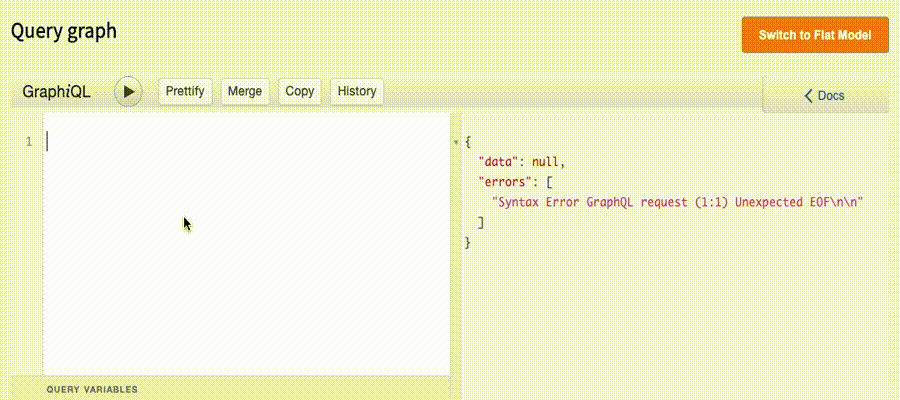 Query graph
Switch to Flat Model
GraphiQL
Prettify
Merge
Copy
History
Docs
1
{
"data": null,
"errors": [
"Syntax Error GraphQL request (1:1) Unexpected EOF\n\n"
]
}
QUERY VARIABLES